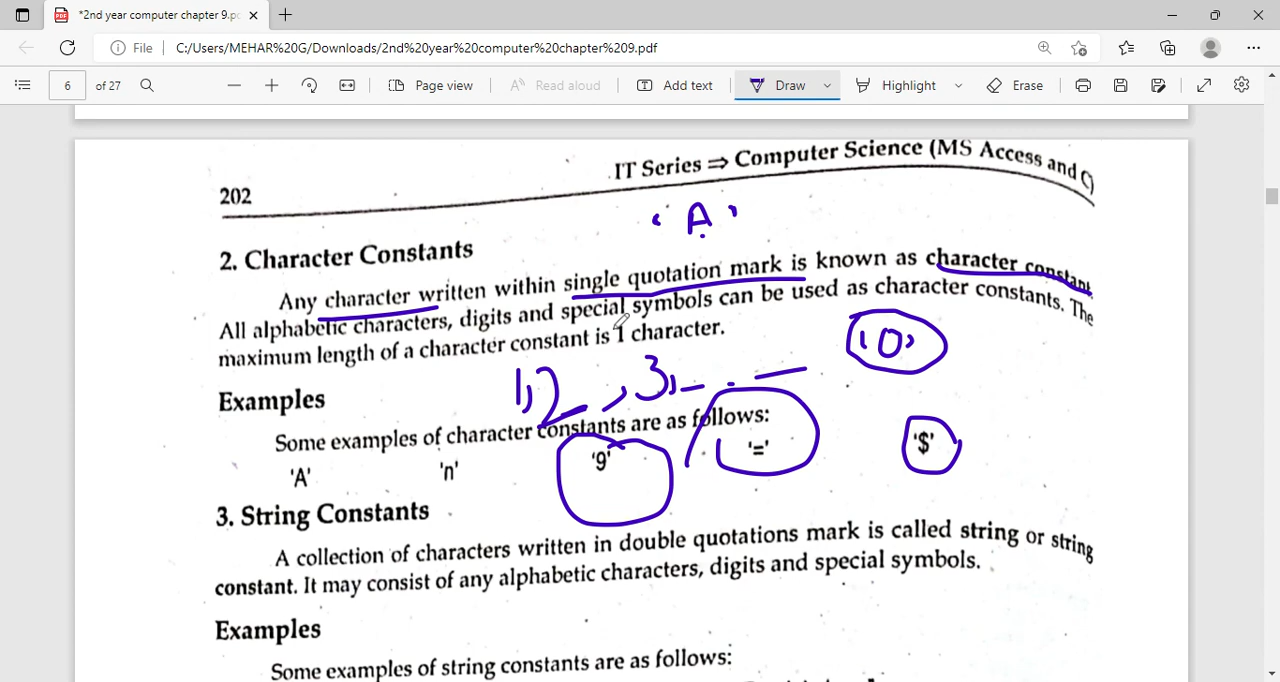 *2nd year computer chapter 9.pd
File C:/Users/MEHAR%20G/Downloads/2nd%20year%20computer%20chapter%209.pdf
6 of 27 Page view Read aloud Add text Draw Highlight Erase
IT Series ⇒ Computer Science (MS Access and C)
202
‘ A ’
2. Character Constants
Any character written within single quotation mark is known as character constant.
All alphabetic characters, digits and special symbols can be used as character constants. The
maximum length of a character constant is 1 character.
‘0’
1,2,3,- - —
Examples
Some examples of character constants are as follows:
'A' 'n' '9' '=' '$'
3. String Constants
A collection of characters written in double quotations mark is called string or string
constant. It may consist of any alphabetic characters, digits and special symbols.
Examples
Some examples of string constants are as follows: